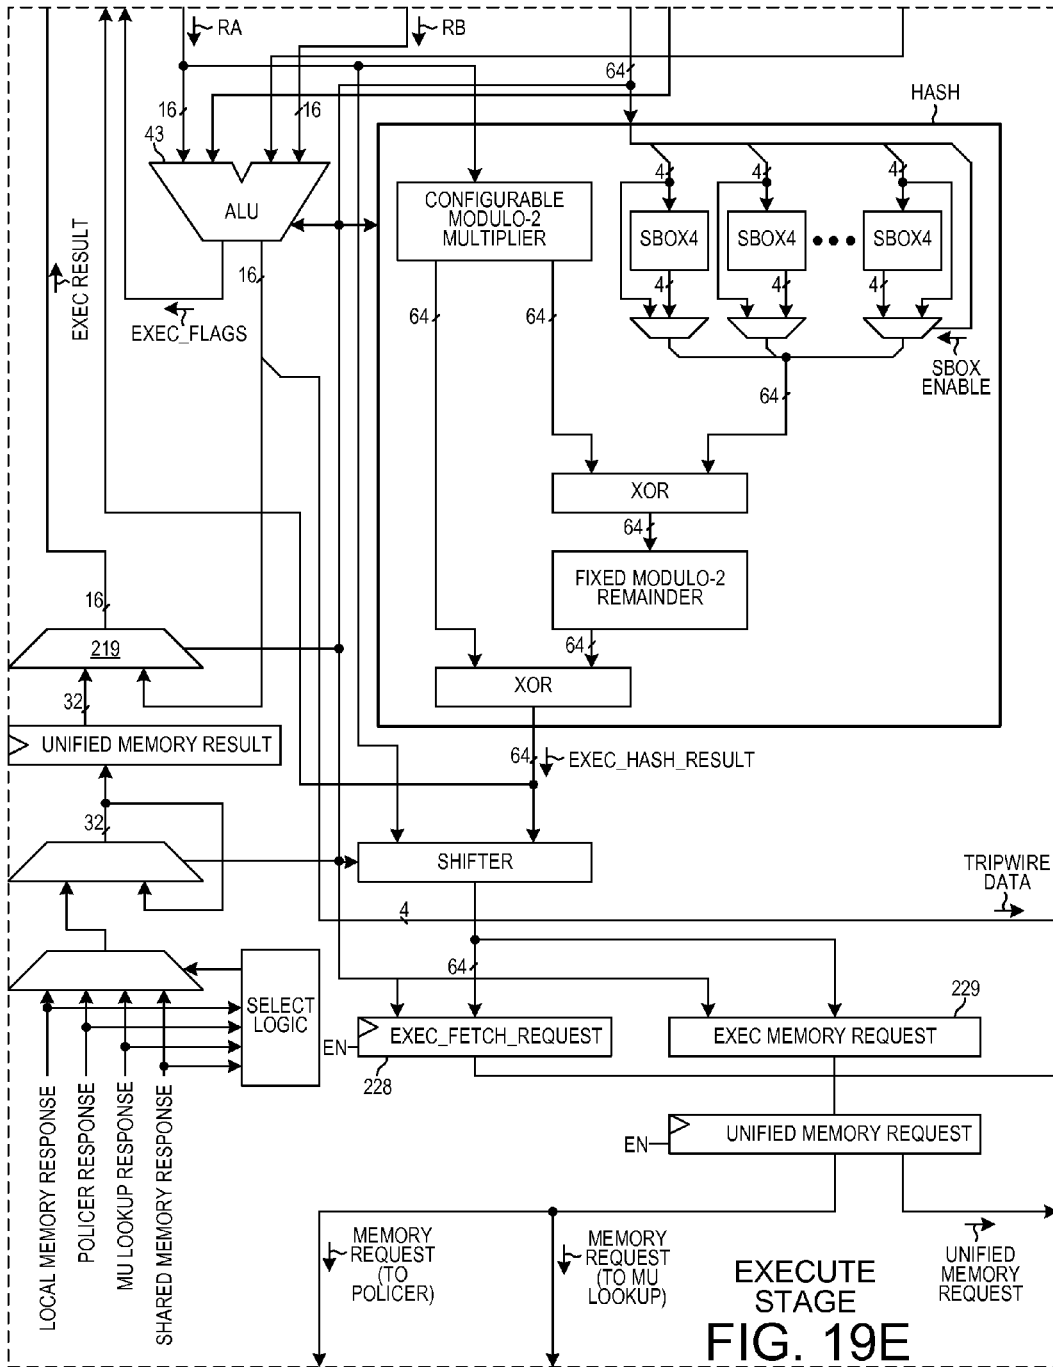 RA
RB
64
HASH
16
16
43
4
4
4
ALU
CONFIGURABLE
MODULO-2
MULTIPLIER
SBOX4
SBOX4
SBOX4
16
4
4
4
EXEC RESULT
EXEC_FLAGS
64
64
SBOX
ENABLE
64
XOR
64
FIXED MODULO-2
REMAINDER
16
219
64
XOR
32
UNIFIED MEMORY RESULT
64
EXEC_HASH_RESULT
32
SHIFTER
TRIPWIRE
DATA
4
64
SELECT
LOGIC
229
EXEC_FETCH_REQUEST
EXEC MEMORY REQUEST
EN
228
UNIFIED MEMORY REQUEST
EN
LOCAL MEMORY RESPONSE
POLICER RESPONSE
MU LOOKUP RESPONSE
SHARED MEMORY RESPONSE
MEMORY
REQUEST
(TO
POLICER)
MEMORY
REQUEST
(TO MU
LOOKUP)
UNIFIED
MEMORY
REQUEST
EXECUTE
STAGE
FIG. 19E